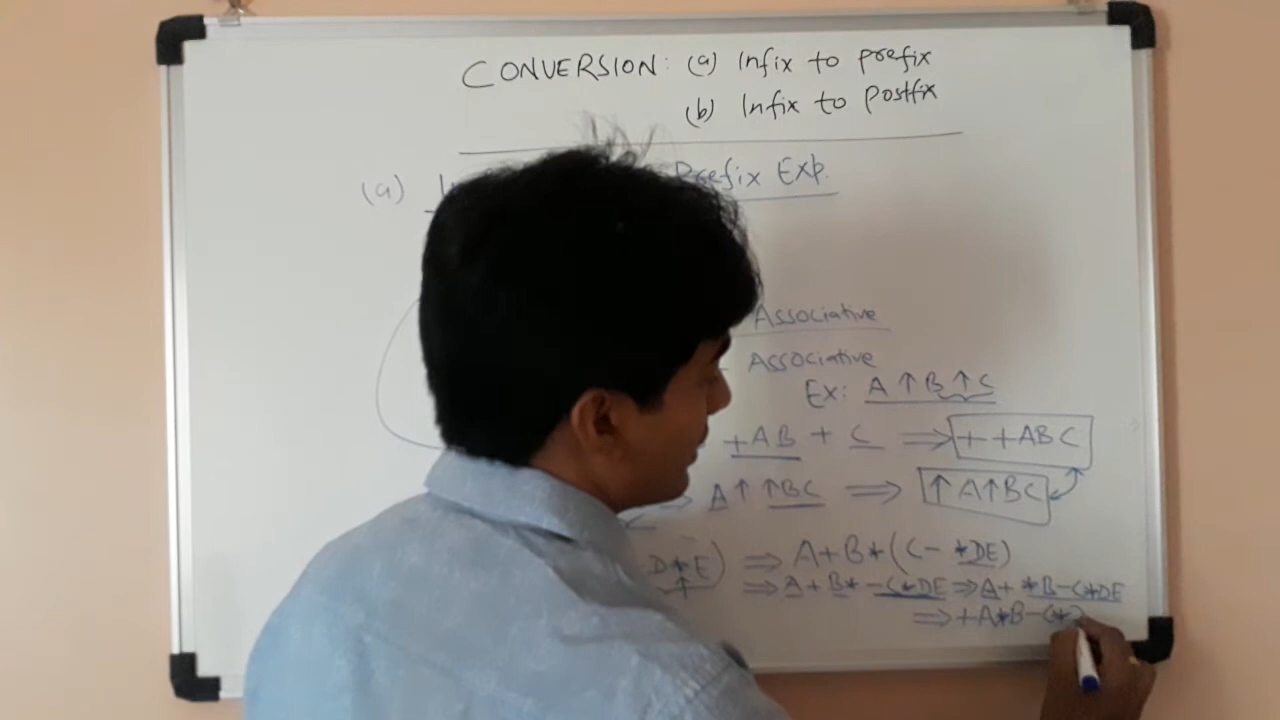 CONVERSION: (a) Infix to prefix
(b) Infix to Postfix
(a) Prefix Exp.
Associative
Associative
Ex: A ↑ B ↑ C
+AB + C ⟹ + +ABC
→ A ↑ ↑BC ⟹ ↑ A↑BC
D*E) ⟹ A+B*(C- *DE)
⟹ A+B* -C*DE ⟹ A+ *B-C*DE
⟹ +A*B-C*